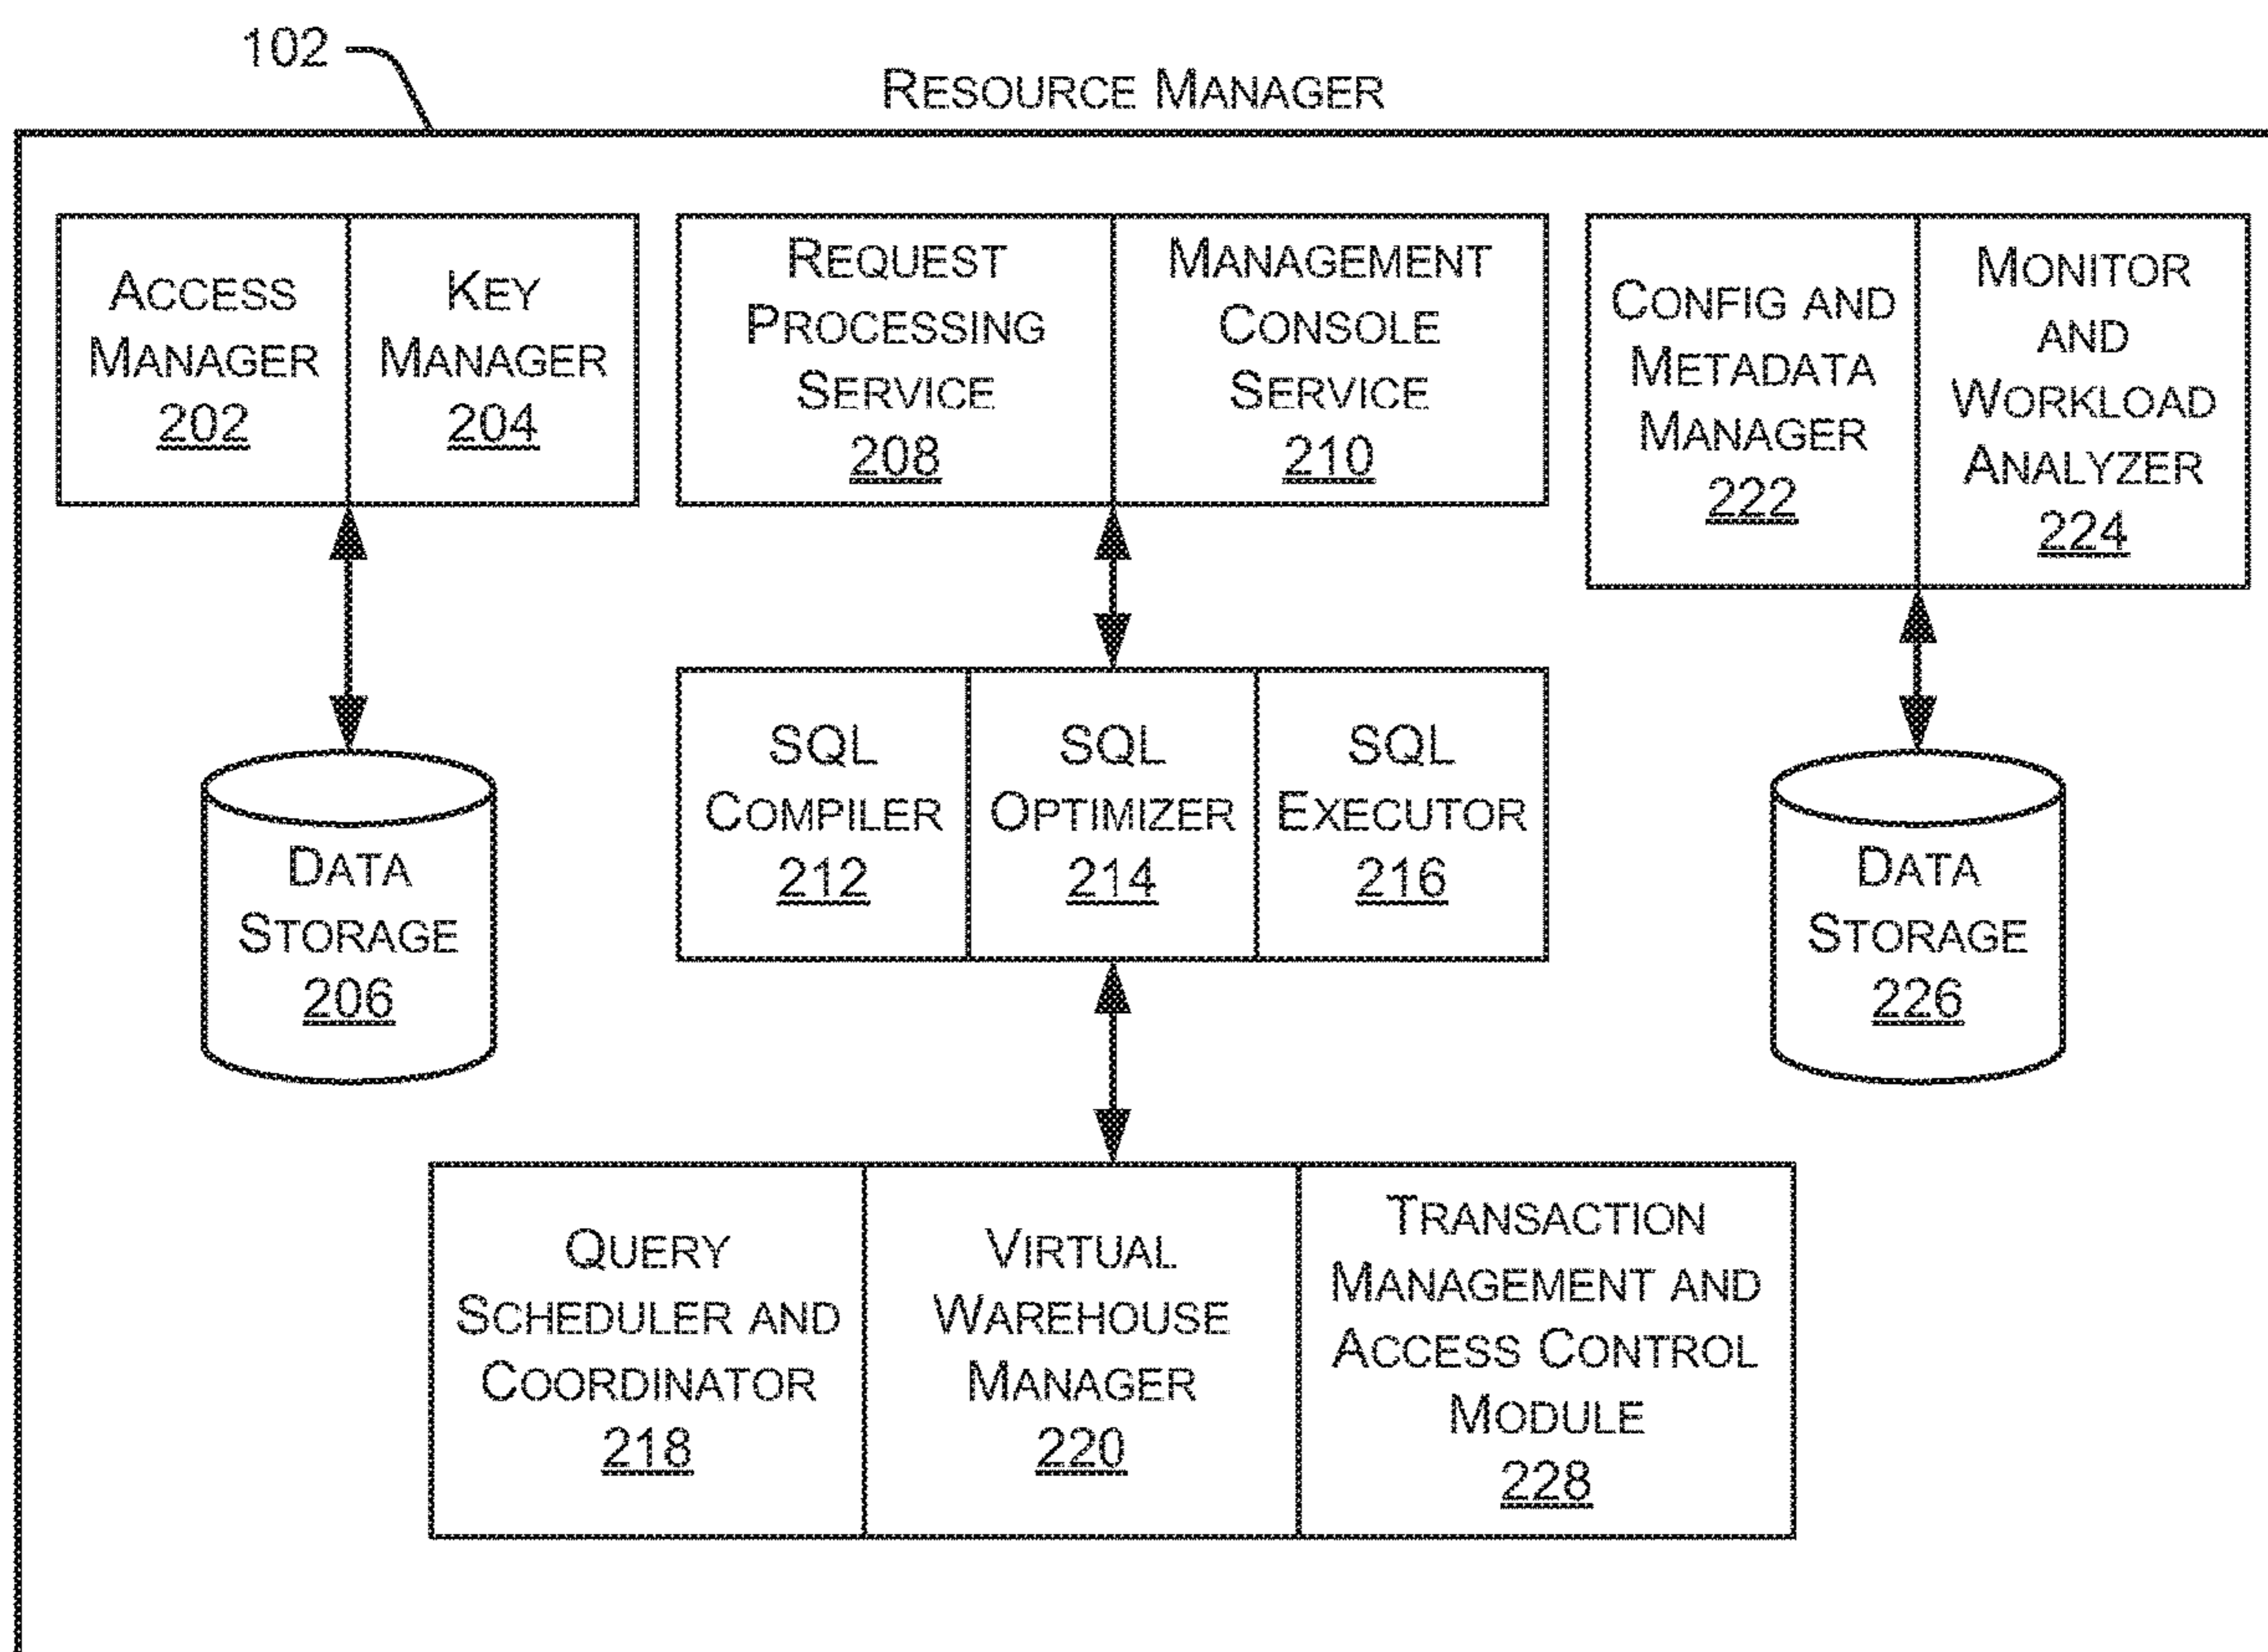 102
RESOURCE MANAGER
ACCESS
MANAGER
202
KEY
MANAGER
204
REQUEST
PROCESSING
SERVICE
208
MANAGEMENT
CONSOLE
SERVICE
210
CONFIG AND
METADATA
MANAGER
222
MONITOR
AND
WORKLOAD
ANALYZER
224
DATA
STORAGE
206
SQL
COMPILER
212
SQL
OPTIMIZER
214
SQL
EXECUTOR
216
DATA
STORAGE
226
QUERY
SCHEDULER AND
COORDINATOR
218
VIRTUAL
WAREHOUSE
MANAGER
220
TRANSACTION
MANAGEMENT AND
ACCESS CONTROL
MODULE
228